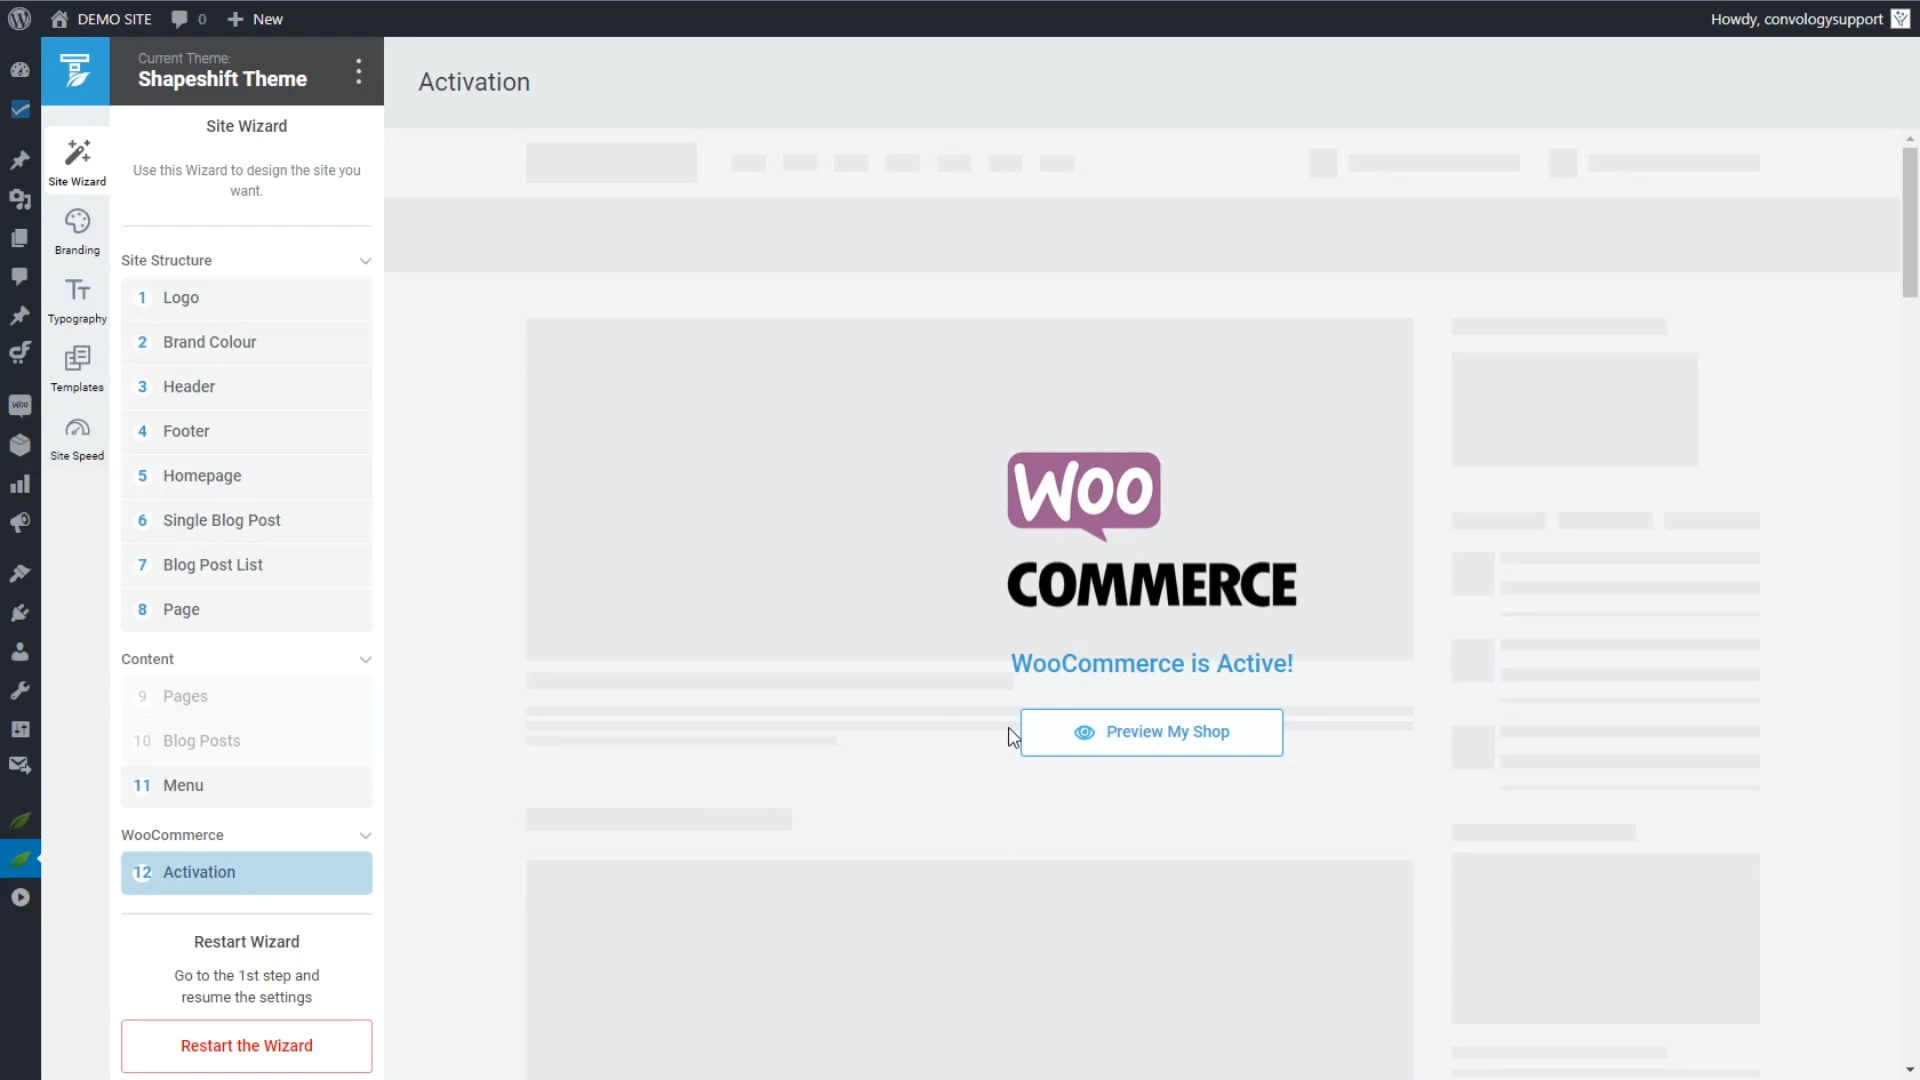 DEMO SITE
0
New
Howdy, convologysupport
Current Theme:
Shapeshift Theme
Activation
Site Wizard
Branding
Typography
Templates
Site Speed
Woo
Site Wizard
Use this Wizard to design the site you
want.
Site Structure
1 Logo
2 Brand Colour
3 Header
4 Footer
5 Homepage
6 Single Blog Post
7 Blog Post List
8 Page
Content
9 Pages
10 Blog Posts
11 Menu
WooCommerce
12 Activation
Restart Wizard
Go to the 1st step and
resume the settings
Restart the Wizard
WOO
COMMERCE
WooCommerce is Active!
Preview My Shop